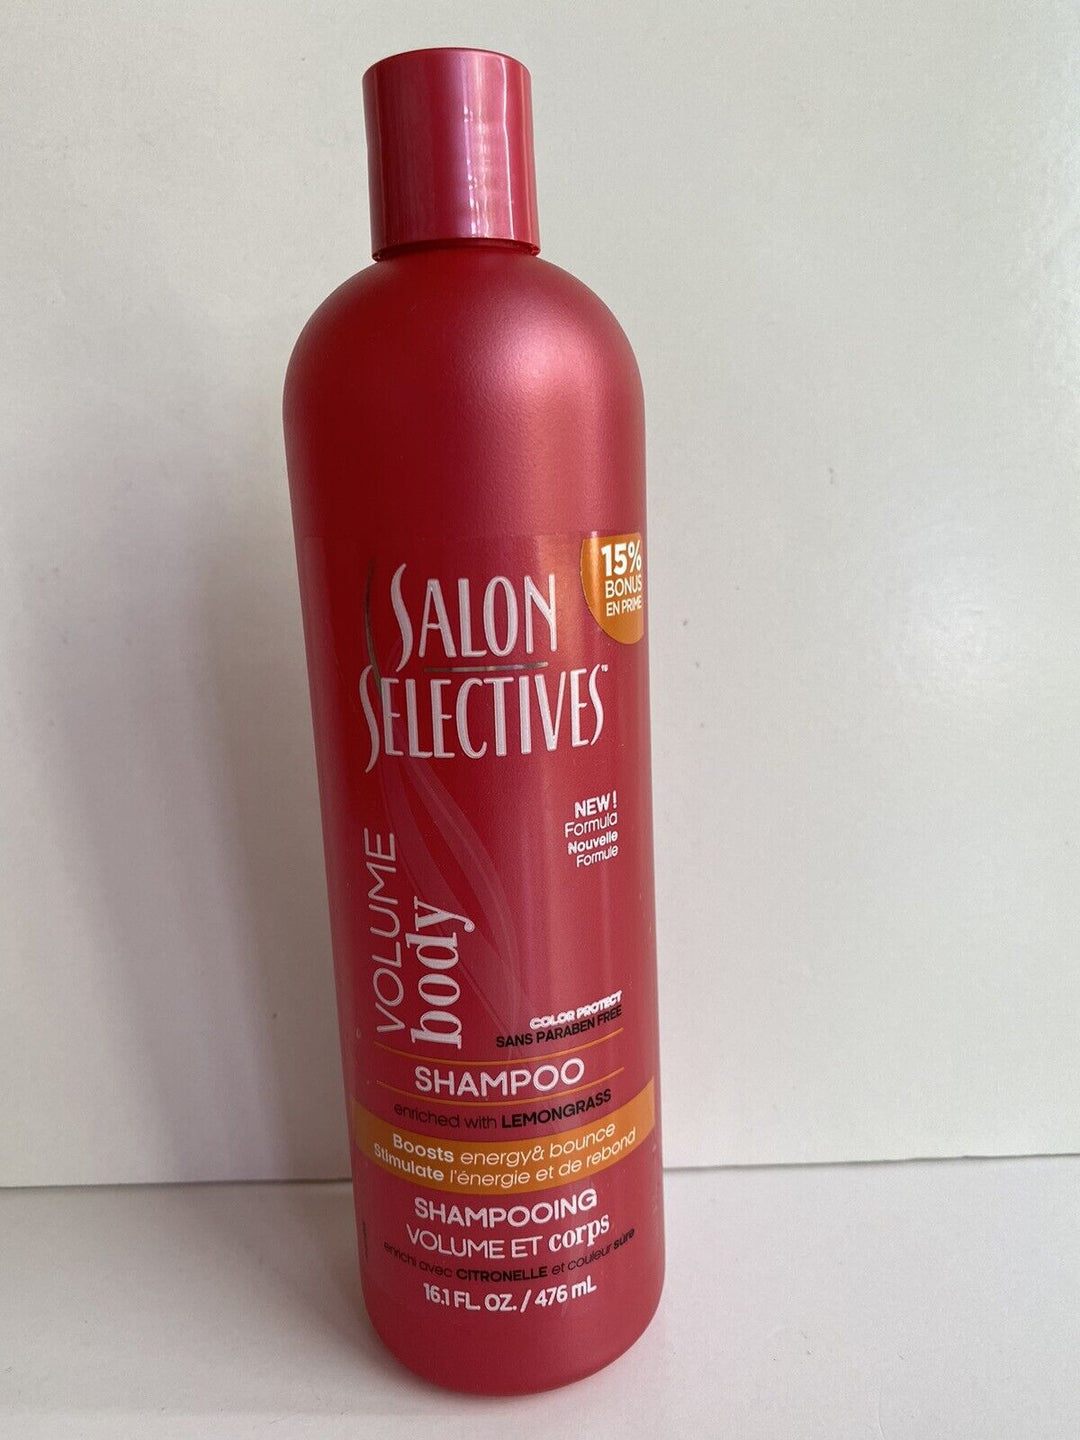 15%
BONUS
EN PRIME
SALON
SELECTIVES™
NEW!
Formula
Nouvelle
Formule
VOLUME
body
COLOR PROTECT
SANS PARABEN FREE
SHAMPOO
enriched with LEMONGRASS
Boosts energy& bounce
Stimulate l'énergie et de rebond
SHAMPOOING
VOLUME ET corps
enrichi avec CITRONELLE et couleur sûre
16.1 FL. OZ. / 476 mL